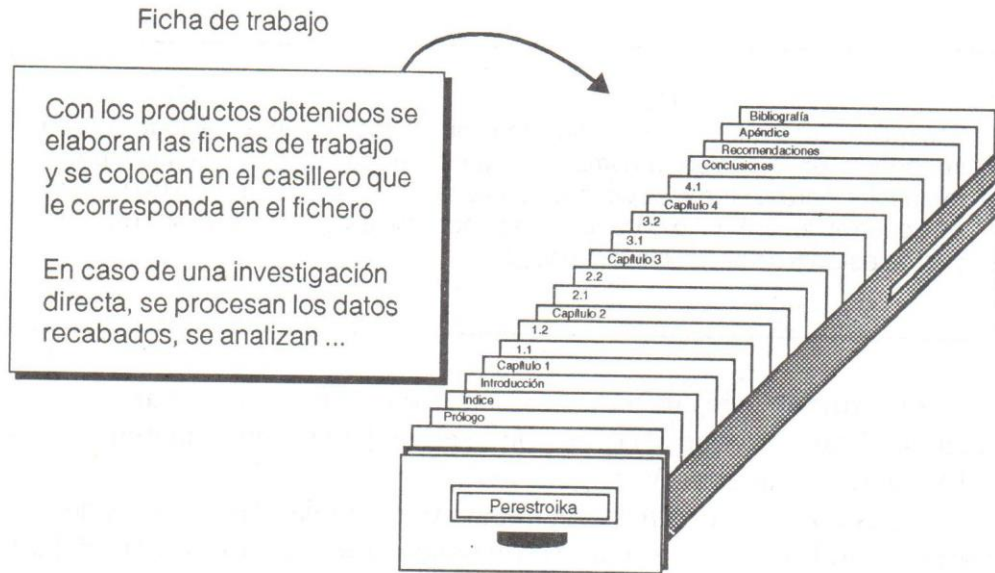 Ficha de trabajo
Con los productos obtenidos se
elaboran las fichas de trabajo
y se colocan en el casillero que
le corresponda en el fichero
En caso de una investigación
directa, se procesan los datos
recabados, se analizan ...
Bibliografía
Apéndice
Recomendaciones
Conclusiones
4.1
Capítulo 4
3.2
3.1
Capítulo 3
2.2
2.1
Capítulo 2
1.2
1.1
Capítulo 1
Introducción
Indice
Prólogo
Perestroika